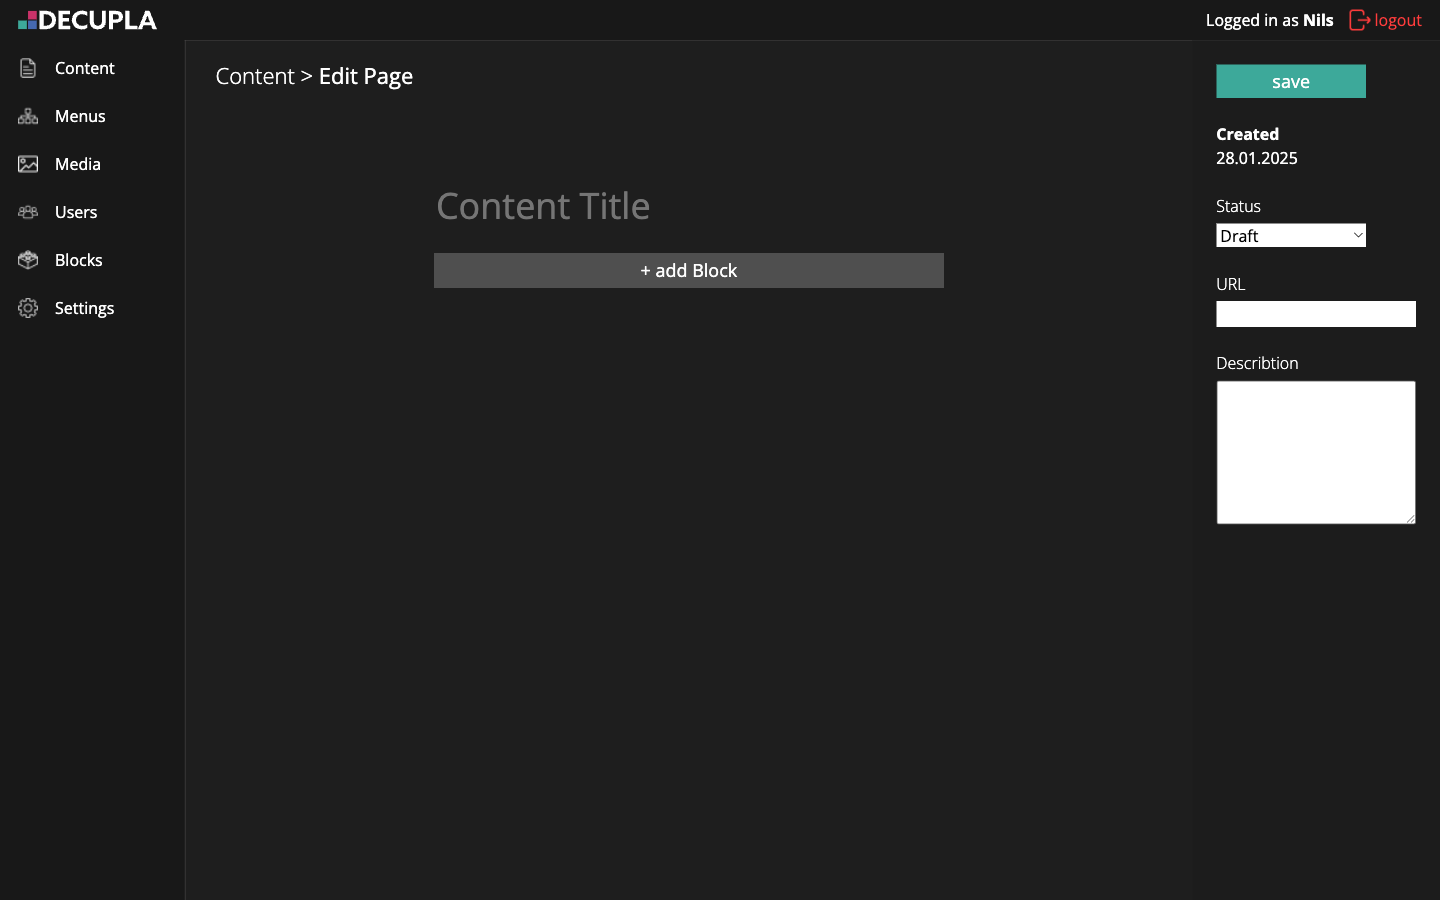 DECUPLA
Logged in as Nils
logout
Content
Menus
Media
Users
Blocks
Settings
Content > Edit Page
Content Title
+ add Block
save
Created
28.01.2025
Status
Draft
URL
Describtion